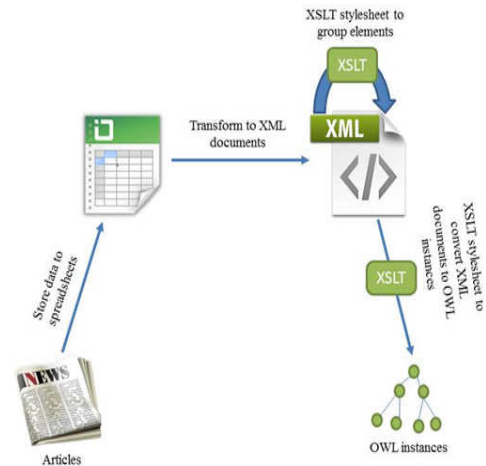 XSLT stylesheet to
group elements
XSLT
XML
</>
Transform to XML
documents
Store data to
spreadsheets
XSLT stylesheet to
convert XML
documents to OWL
instances
XSLT
NEWS
Articles
OWL instances